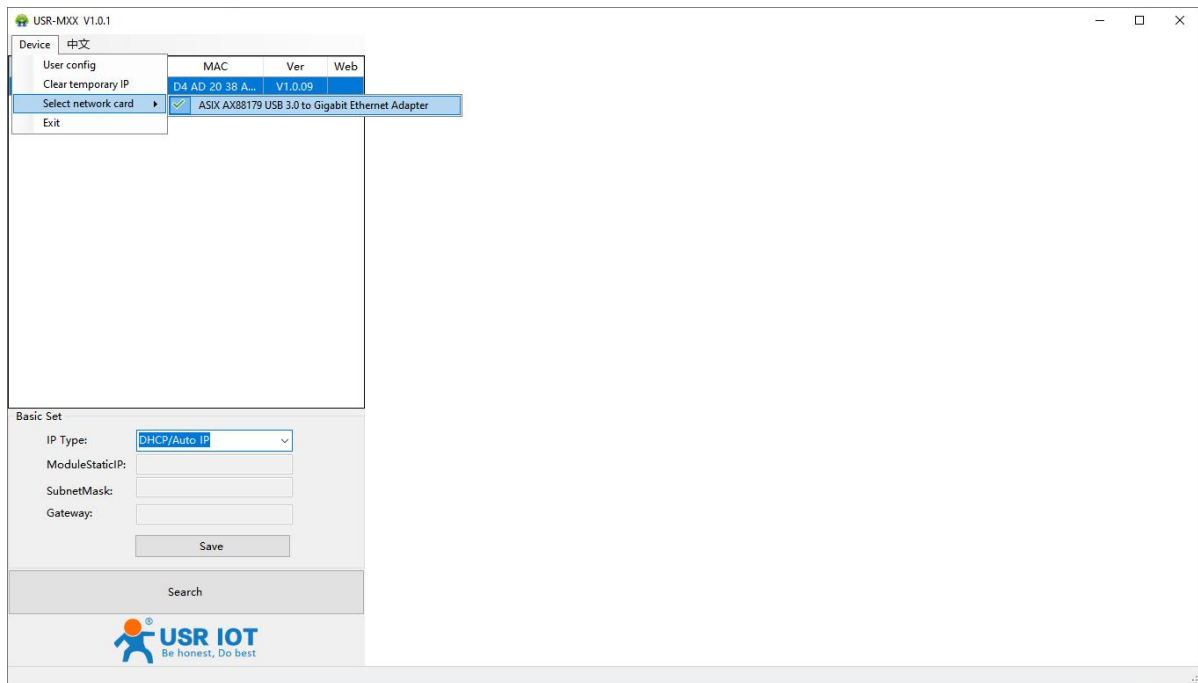 USR-MXX V1.0.1
Device 中文
User config
Clear temporary IP
Select network card
Exit
MAC Ver Web
D4 AD 20 38 A... V1.0.09
ASIX AX88179 USB 3.0 to Gigabit Ethernet Adapter
Basic Set
IP Type: DHCP/Auto IP
ModuleStaticIP:
SubnetMask:
Gateway:
Save
Search
USR IOT ®
Be honest, Do best